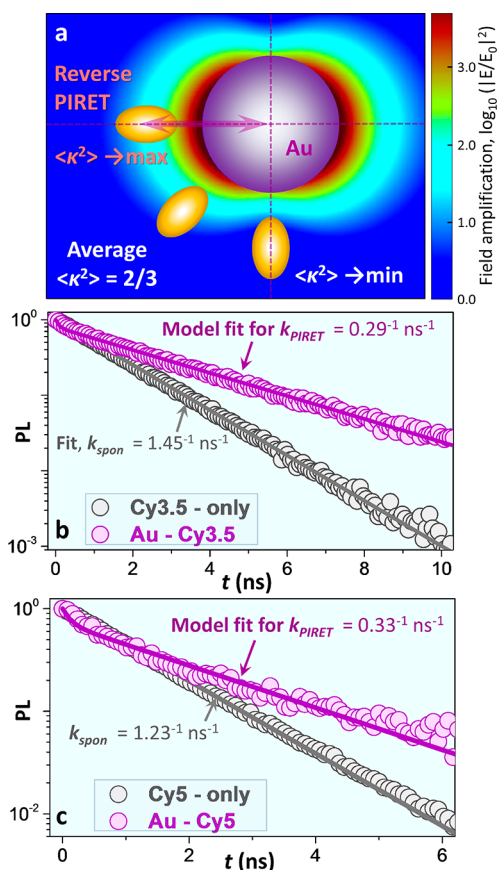 a
Reverse
PIRET
<κ²> →max
Au
Average
<κ²> = 2/3
<κ²> →min
3.0
2.0
1.0
0.0
Field amplification, log₁₀ (|E/E₀|²)
10⁰
10⁻³
PL
Model fit for k_PIRET = 0.29⁻¹ ns⁻¹
Fit, k_spon = 1.45⁻¹ ns⁻¹
Cy3.5 - only
Au - Cy3.5
b
0 2 4 6 8 10
t (ns)
10⁰
10⁻²
PL
Model fit for k_PIRET = 0.33⁻¹ ns⁻¹
k_spon = 1.23⁻¹ ns⁻¹
Cy5 - only
Au - Cy5
c
0 2 4 6
t (ns)